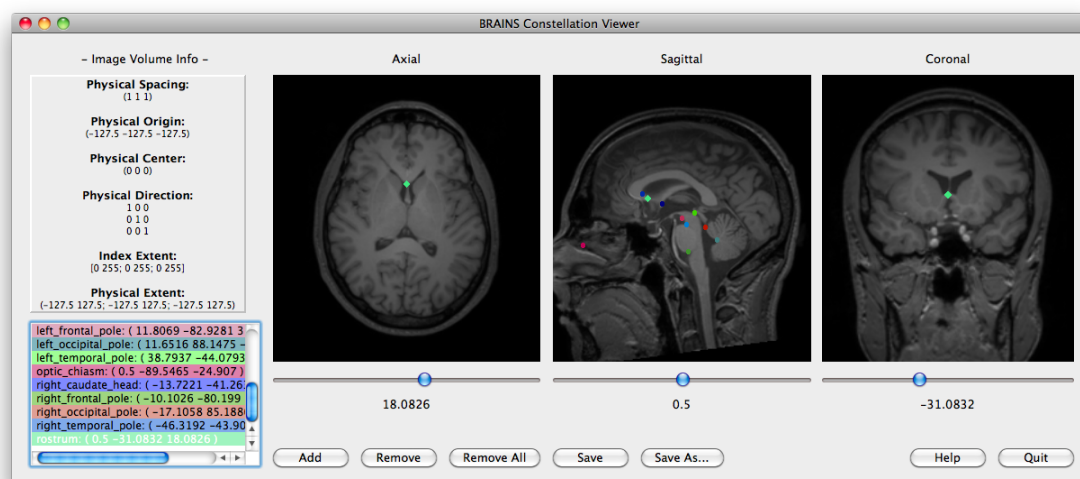 BRAINS Constellation Viewer
– Image Volume Info –
Physical Spacing:
(1 1 1)
Physical Origin:
(-127.5 -127.5 -127.5)
Physical Center:
(0 0 0)
Physical Direction:
1 0 0
0 1 0
0 0 1
Index Extent:
[0 255; 0 255; 0 255]
Physical Extent:
(-127.5 127.5; -127.5 127.5; -127.5 127.5)
left_frontal_pole: ( 11.8069 -82.9281 3
left_occipital_pole: ( 11.6516 88.1475 -
left_temporal_pole: ( 38.7937 -44.0793
optic_chiasm: ( 0.5 -89.5465 -24.907 )
right_caudate_head: ( -13.7221 -41.26
right_frontal_pole: ( -10.1026 -80.199
right_occipital_pole: ( -17.1058 85.188
right_temporal_pole: ( -46.3192 -43.90
rostrum: ( 0.5 -31.0832 18.0826 )
Axial
Sagittal
Coronal
18.0826
0.5
-31.0832
Add
Remove
Remove All
Save
Save As...
Help
Quit